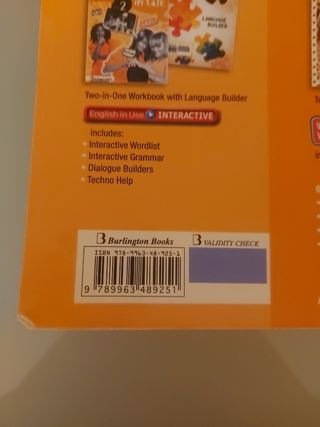 2
LANGUAGE
BUILDER
Two-in-One Workbook with Language Builder
English in Use INTERACTIVE
includes:
• Interactive Wordlist
• Interactive Grammar
• Dialogue Builders
• Techno Help
B Burlington Books
B VALIDITY CHECK
ISBN 978-9963-48-925-1
9 789963 489251